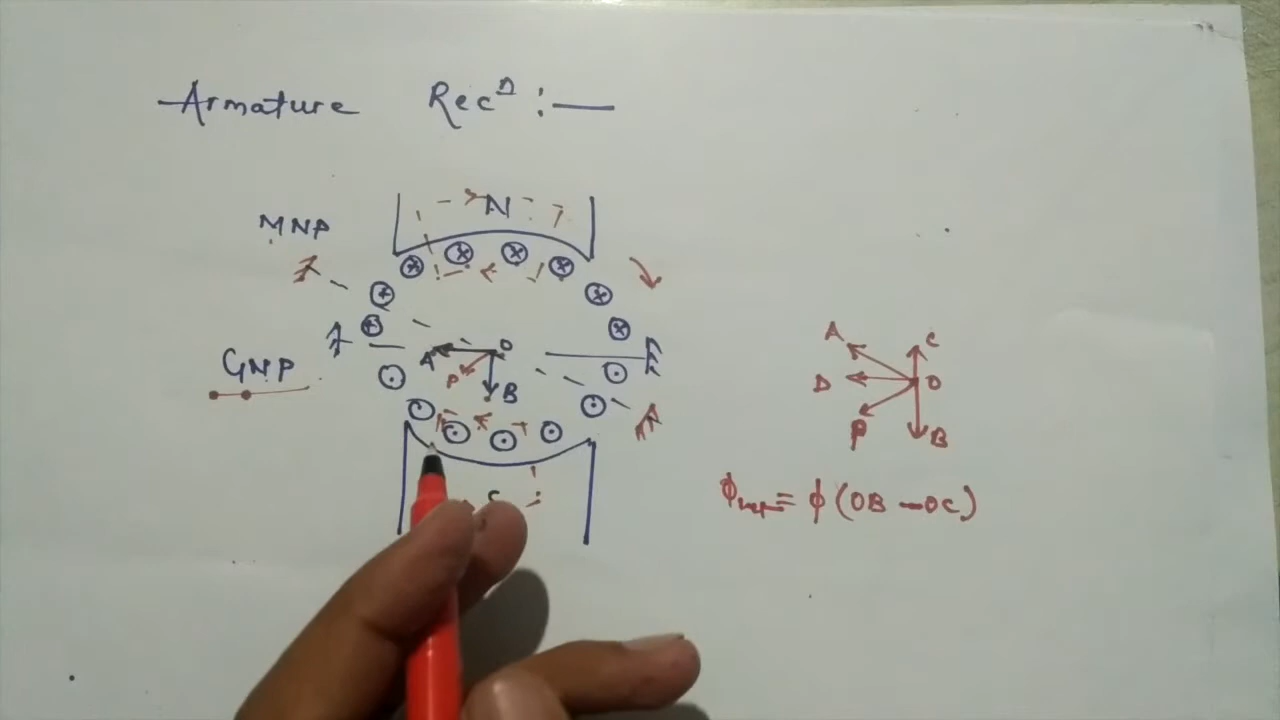 Armature Recⁿ :—
N
MNP
GNP
A
O
P
B
S
A
C
D
O
P
B
= ϕ (OB – OC)